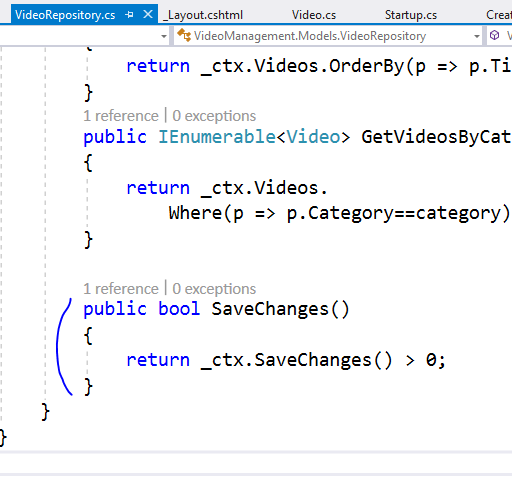 VideoRepository.cs
_Layout.cshtml
Video.cs
Startup.cs
Creat
VideoManagement.Models.VideoRepository
{
return _ctx.Videos.OrderBy(p => p.Ti
}
1 reference | 0 exceptions
public IEnumerable<Video> GetVideosByCat
{
return _ctx.Videos.
Where(p => p.Category==category)
}
1 reference | 0 exceptions
public bool SaveChanges()
{
return _ctx.SaveChanges() > 0;
}
}
}